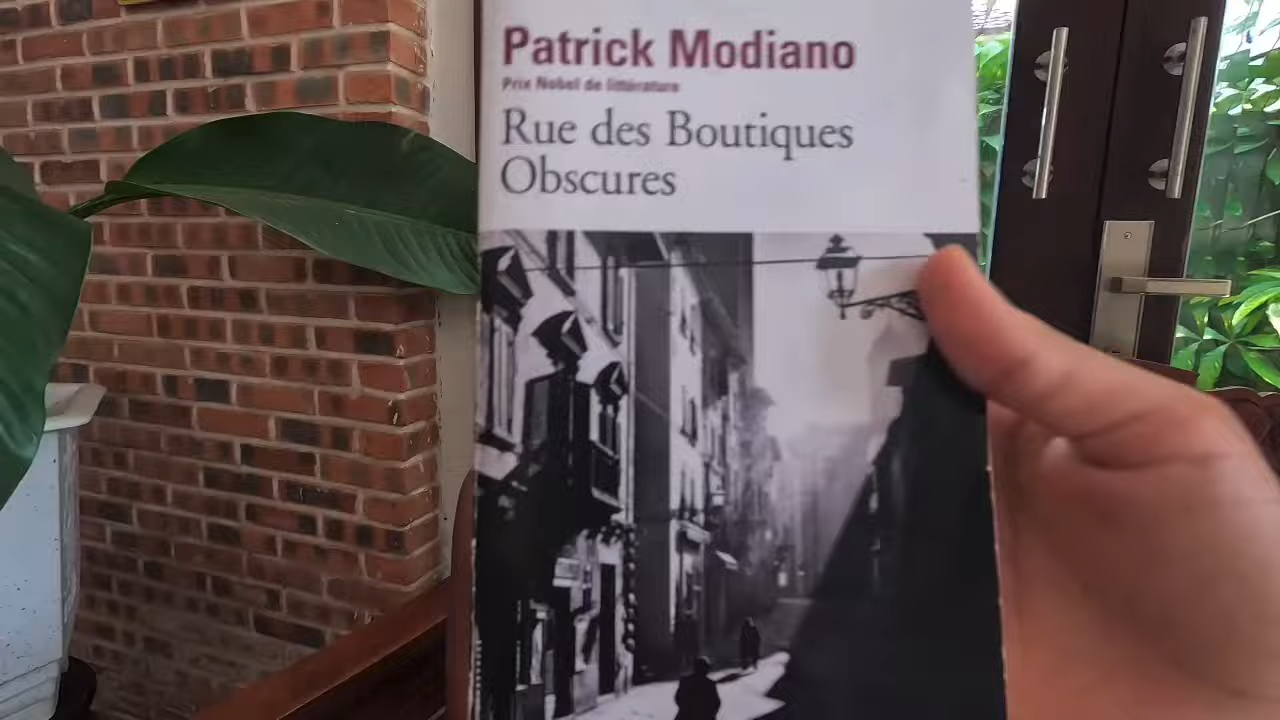 Patrick Modiano
Prix Nobel de littérature
Rue des Boutiques
Obscures